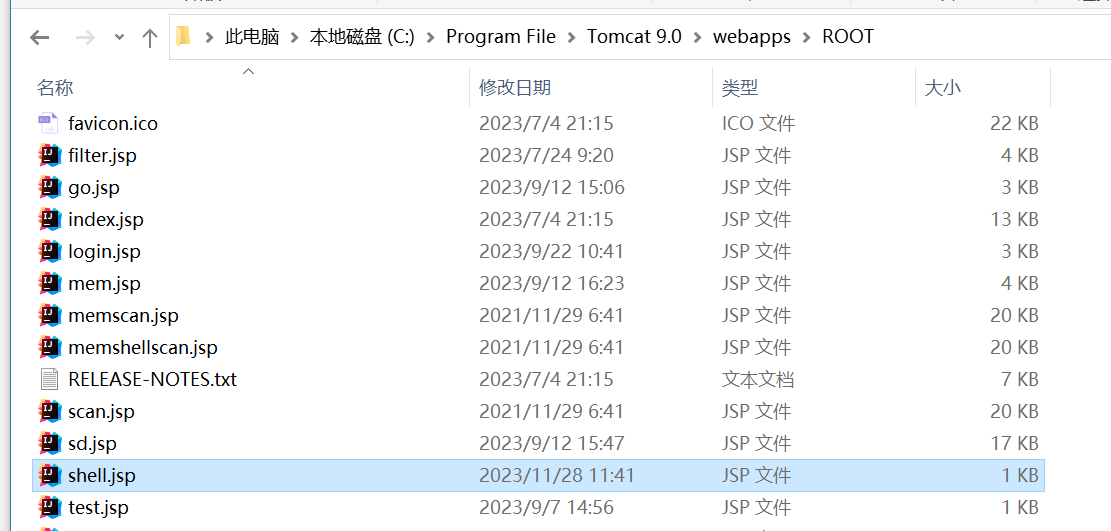 此电脑 本地磁盘 (C:) Program File Tomcat 9.0 webapps ROOT
名称 修改日期 类型 大小
favicon.ico 2023/7/4 21:15 ICO 文件 22 KB
filter.jsp 2023/7/24 9:20 JSP 文件 4 KB
go.jsp 2023/9/12 15:06 JSP 文件 3 KB
index.jsp 2023/7/4 21:15 JSP 文件 13 KB
login.jsp 2023/9/22 10:41 JSP 文件 3 KB
mem.jsp 2023/9/12 16:23 JSP 文件 4 KB
memscan.jsp 2021/11/29 6:41 JSP 文件 20 KB
memshellscan.jsp 2021/11/29 6:41 JSP 文件 20 KB
RELEASE-NOTES.txt 2023/7/4 21:15 文本文档 7 KB
scan.jsp 2021/11/29 6:41 JSP 文件 20 KB
sd.jsp 2023/9/12 15:47 JSP 文件 17 KB
shell.jsp 2023/11/28 11:41 JSP 文件 1 KB
test.jsp 2023/9/7 14:56 JSP 文件 1 KB